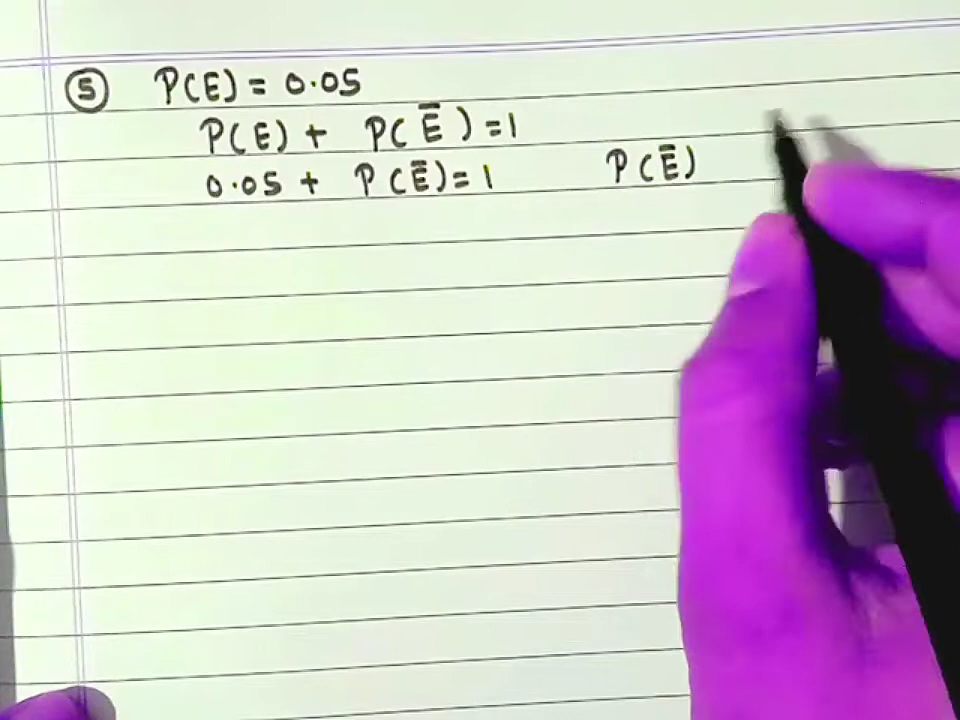 ⑤ P(E) = 0.05
P(E) + P(Ē) = 1
0.05 + P(Ē) = 1 P(Ē)